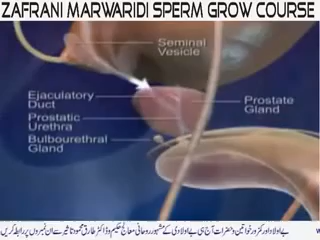 ZAFRANI MARWARIDI SPERM GROW COURSE
Seminal
Vesicle
Ejaculatory
Duct
Prostatic
Urethra
Bulbourethral
Gland
Prostate
Gland
بے اولاد اور کمزور خواتین و حضرات آج ہی بے اولادی کے مشہور روحانی معالج حکیم و ڈاکٹر طارق محمود تاثیر سے ان نمبروں پر رابطہ کریں
w